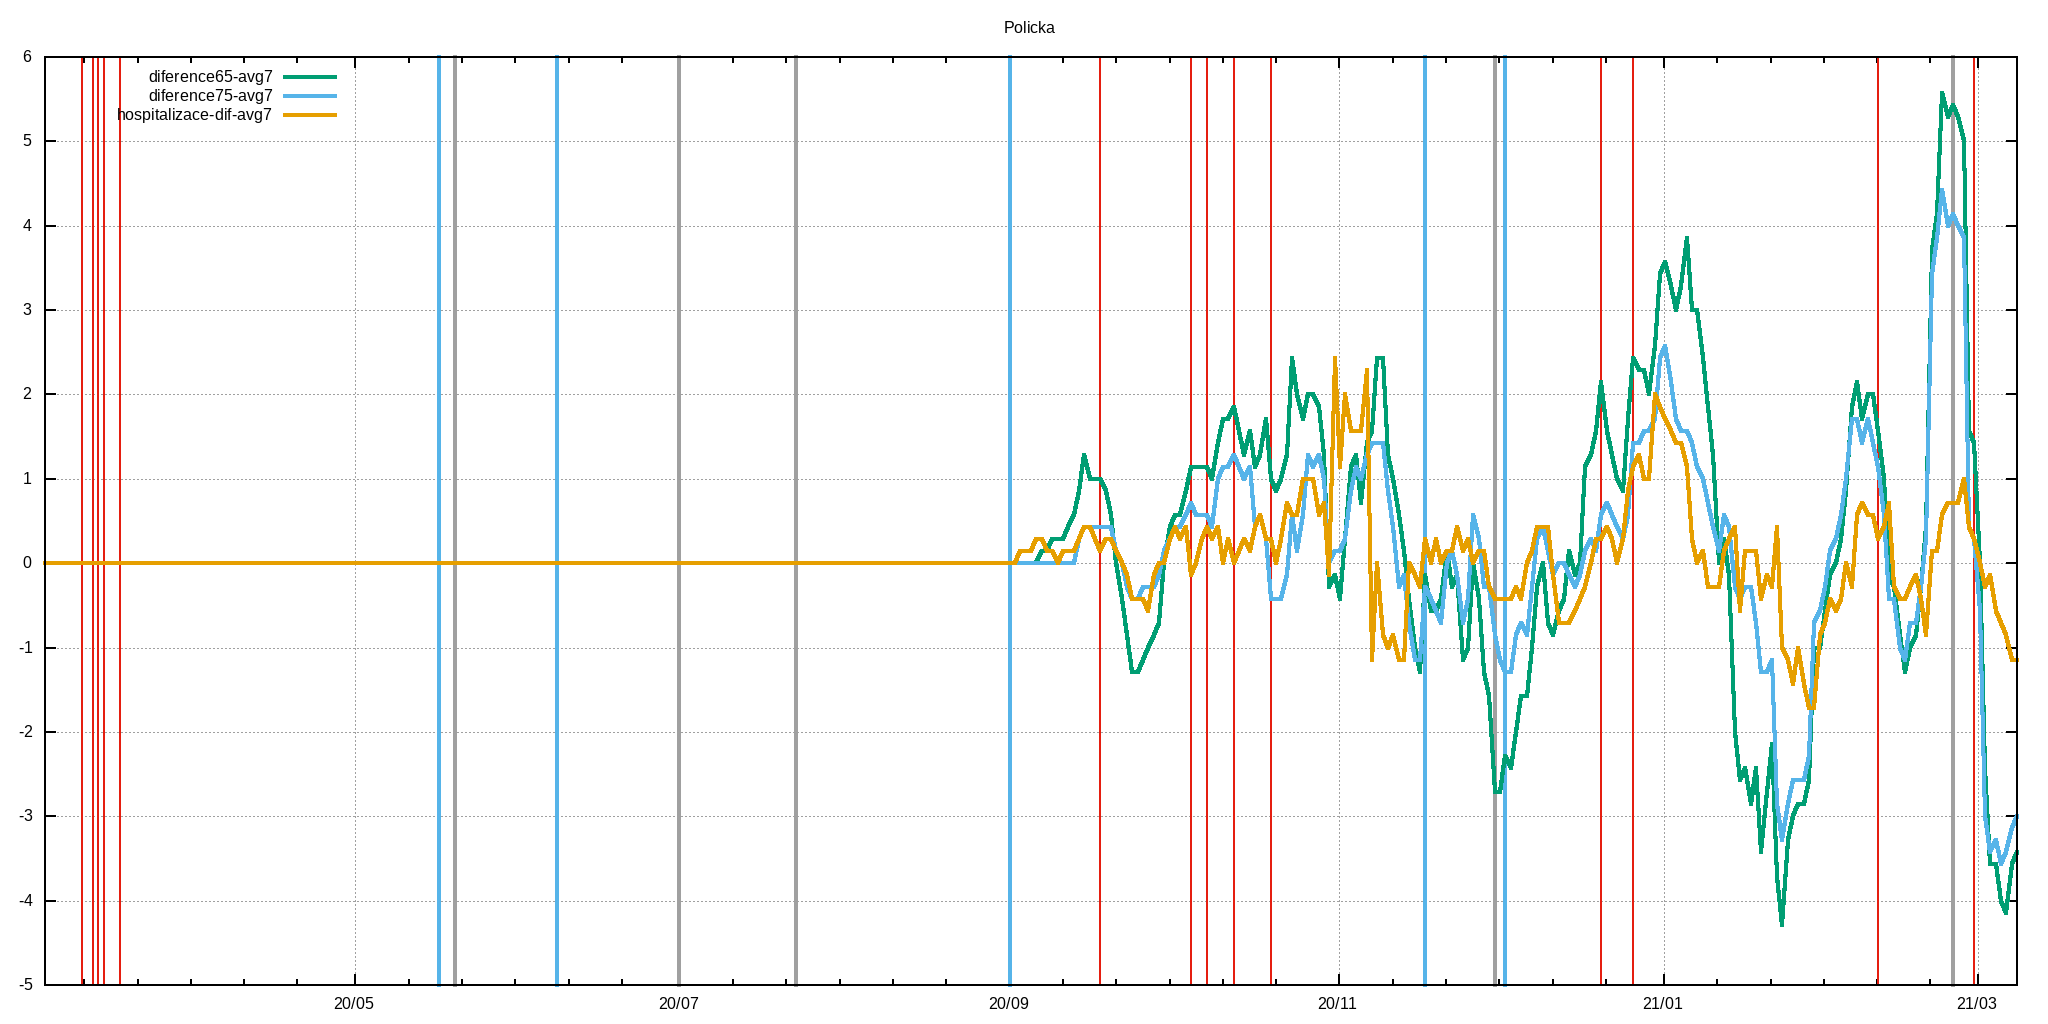 Policka
diference65-avg7
diference75-avg7
hospitalizace-dif-avg7
6
5
4
3
2
1
0
-1
-2
-3
-4
-5
20/05 20/07 20/09 20/11 21/01 21/03